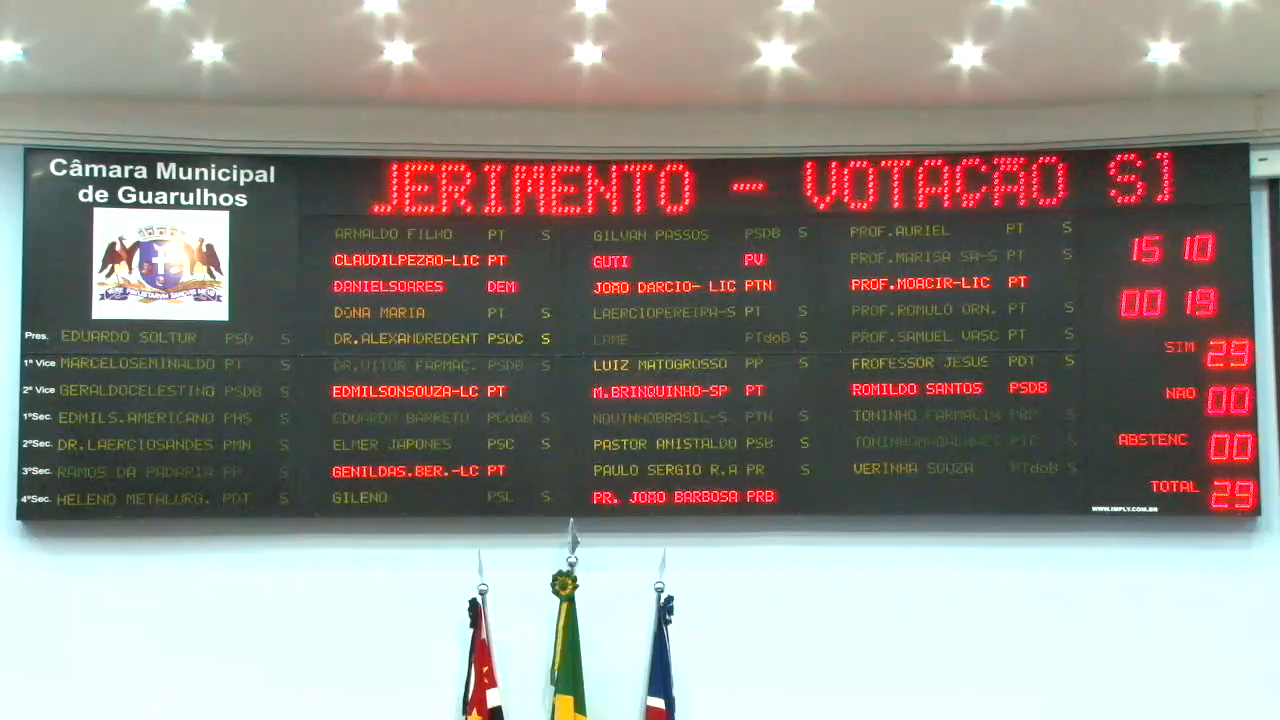 Câmara Municipal
de Guarulhos
JERIMENTO - VOTAÇÃO SI
Pres. EDUARDO SOLTUR PSD S
1º Vice MARCELOSEMINALDO PT S
2º Vice GERALDOCELESTINO PSDB S
1ºSec. EDMILS.AMERICANO PHS S
2ºSec. DR.LAERCIOSANDES PMN S
3ºSec. RAMOS DA PADARIA PP S
4ºSec. HELENO METALURG. PDT S
ARNALDO FILHO PT S
CLAUDILPEZAO-LIC PT
DANIELSOARES DEM
DONA MARIA PT S
DR.ALEXANDREDENT PSDC S
DR.VITOR FARMAC. PSDB S
EDMILSONSOUZA-LC PT
EDUARDO BARRETO PCdoB S
ELMER JAPONES PSC S
GENILDAS.BER.-LC PT
GILENO PSL S
GILVAN PASSOS PSDB S
GUTI PV
JOAO DARCIO- LIC PTN
LAERCIOPEREIRA-S PT S
LAME PTdoB S
LUIZ MATOGROSSO PP S
M.BRINQUINHO-SP PT
NOVINHOBRASIL-S PTN S
PASTOR ANISTALDO PSB S
PAULO SERGIO R.A PR S
PR. JOAO BARBOSA PRB
PROF.AURIEL PT S
PROF.MARISA SA-S PT S
PROF.MOACIR-LIC PT
PROF.ROMULO ORN. PT S
PROF.SAMUEL VASC PT S
PROFESSOR JESUS PDT S
ROMILDO SANTOS PSDB
TONINHO FARMACIA PRP S
VERINHA SOUZA PTdoB S
15 10
00 19
SIM 29
NAO 00
ABSTENC 00
TOTAL 29
WWW.IMPLY.COM.BR